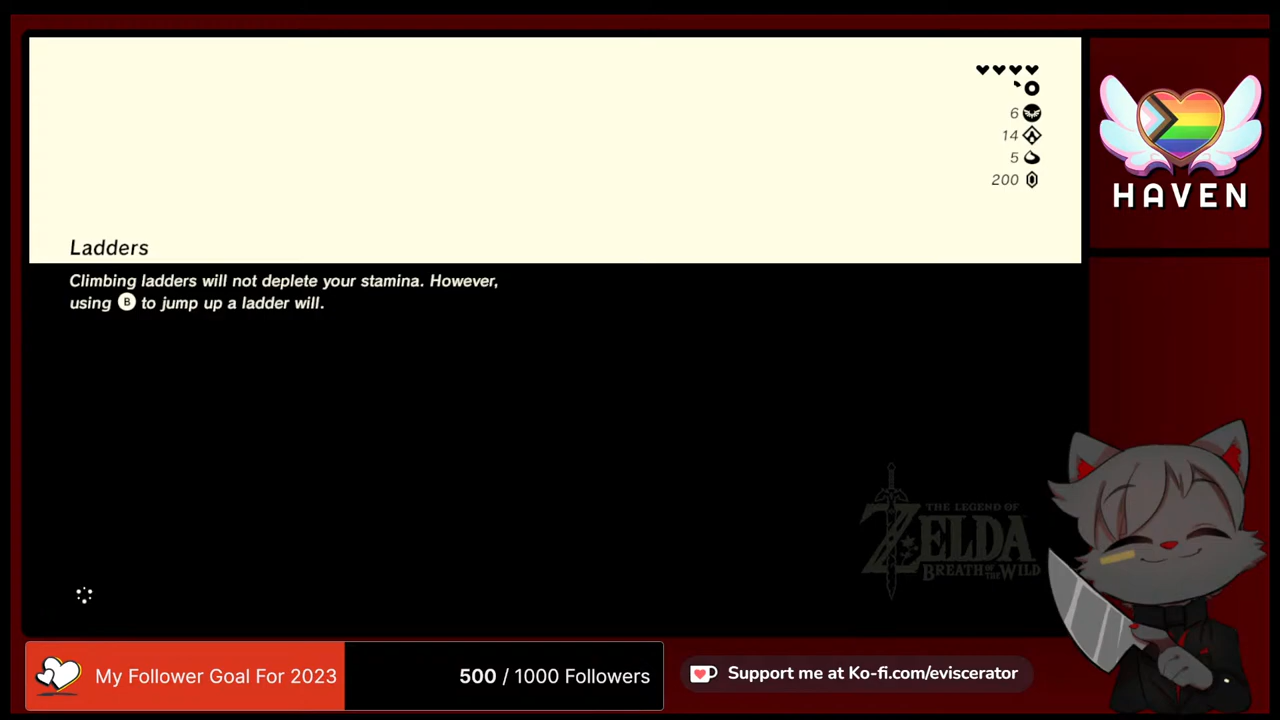 6
14
5
200
HAVEN
Ladders
Climbing ladders will not deplete your stamina. However,
using B to jump up a ladder will.
THE LEGEND OF
ZELDA
BREATH OF THE WILD
My Follower Goal For 2023
500 / 1000 Followers
Support me at Ko-fi.com/eviscerator